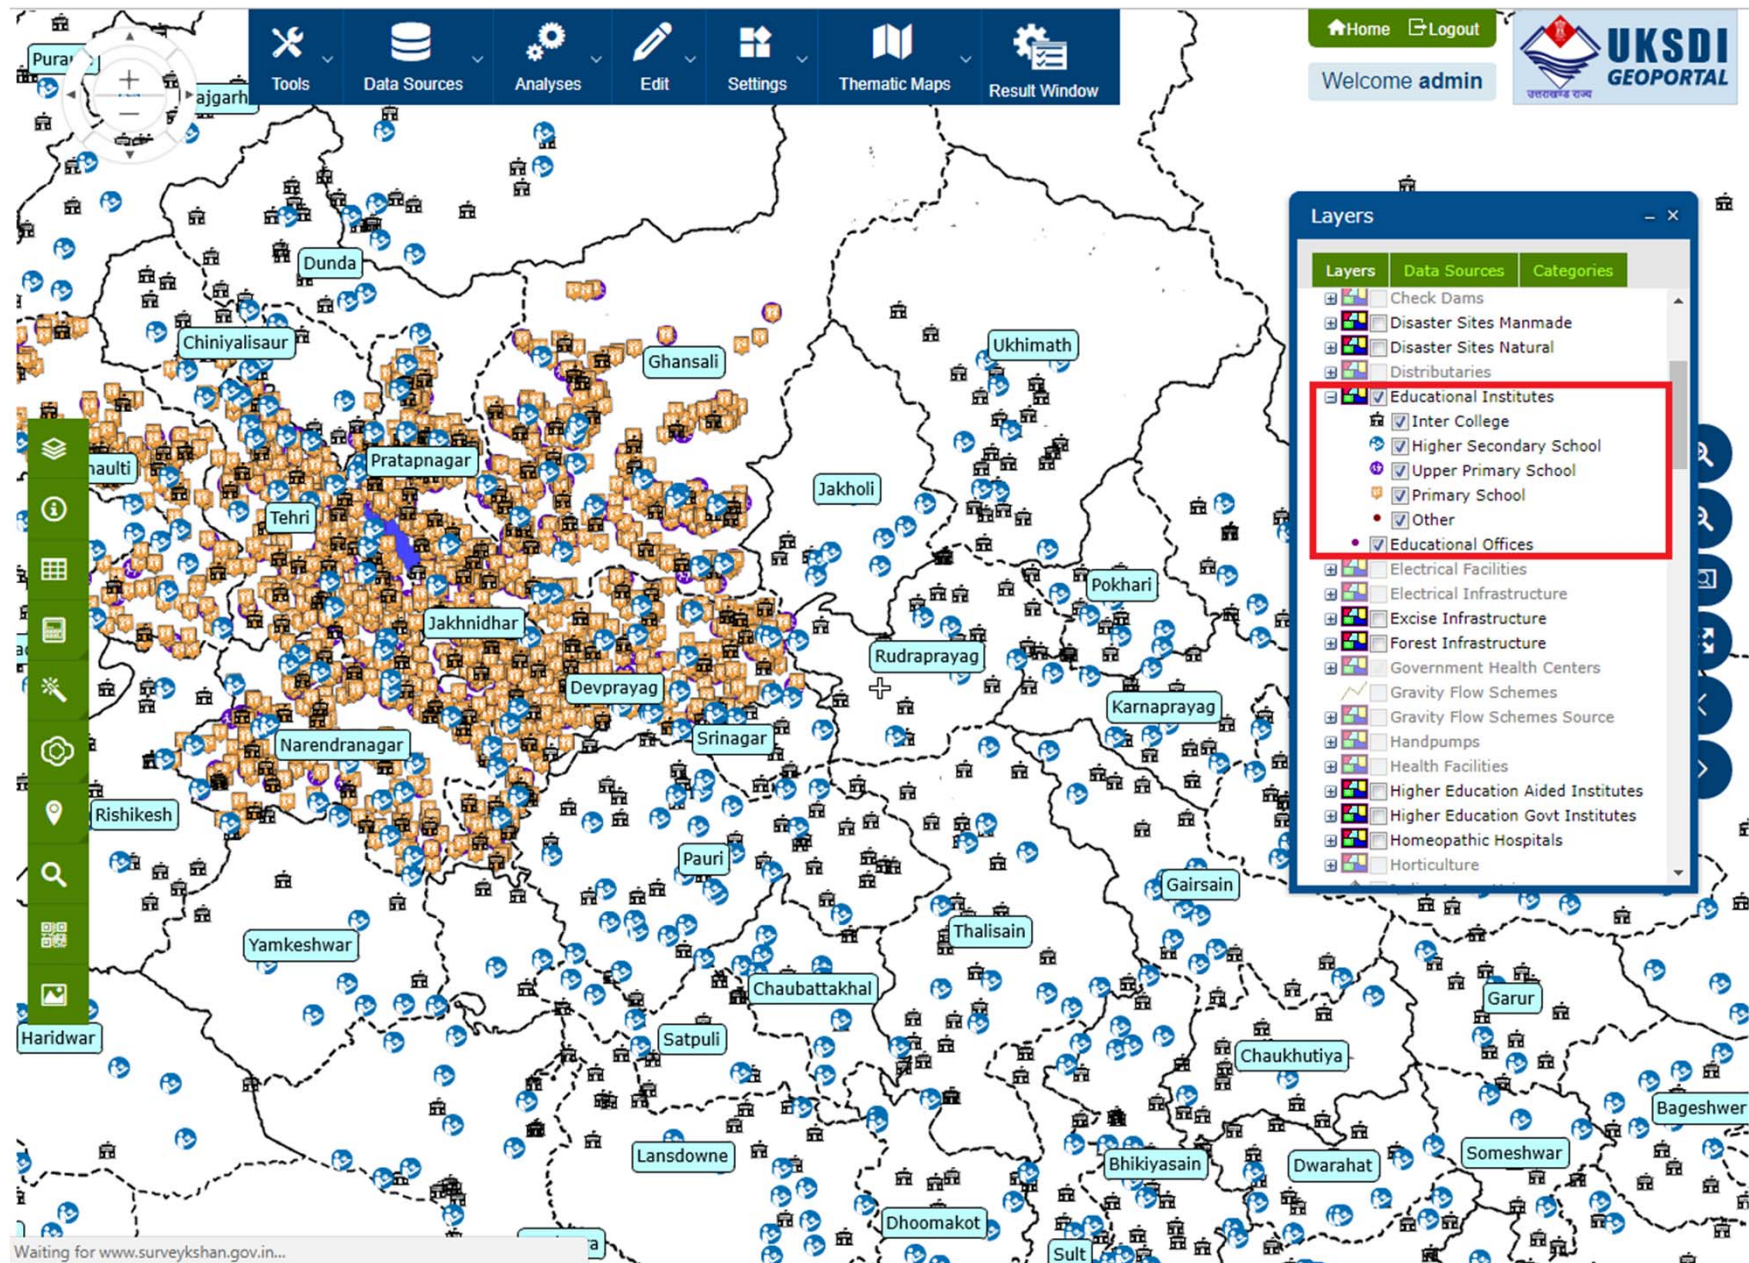 Tools
Data Sources
Analyses
Edit
Settings
Thematic Maps
Result Window
Home
Logout
Welcome admin
UKSDI
GEOPORTAL
उत्तराखण्ड राज्य
Layers
Layers
Data Sources
Categories
Check Dams
Disaster Sites Manmade
Disaster Sites Natural
Distributaries
Educational Institutes
Inter College
Higher Secondary School
Upper Primary School
Primary School
Other
Educational Offices
Electrical Facilities
Electrical Infrastructure
Excise Infrastructure
Forest Infrastructure
Government Health Centers
Gravity Flow Schemes
Gravity Flow Schemes Source
Handpumps
Health Facilities
Higher Education Aided Institutes
Higher Education Govt Institutes
Homeopathic Hospitals
Horticulture
Dunda
Chiniyalisaur
Ghansali
Ukhimath
Pratapnagar
Jakholi
Tehri
Pokhari
Jakhnidhar
Rudraprayag
Devprayag
Karnaprayag
Srinagar
Narendranagar
Rishikesh
Pauri
Gairsain
Thalisain
Yamkeshwar
Chaubattakhal
Garur
Haridwar
Satpuli
Chaukhutiya
Bageshwer
Lansdowne
Bhikiyasain
Dwarahat
Someshwar
Dhoomakot
Sult
Waiting for www.surveykshan.gov.in...